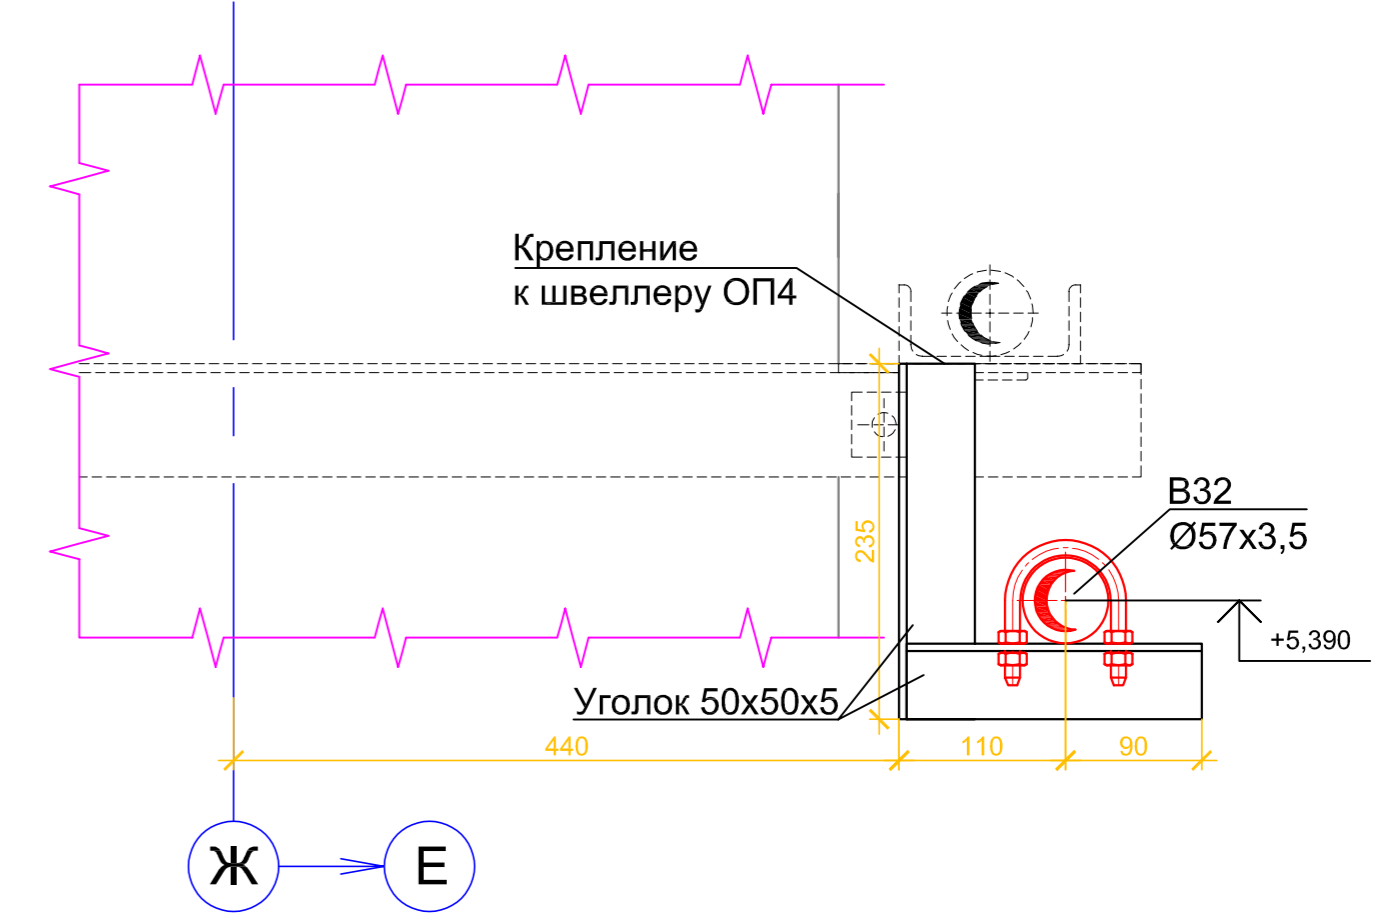 Крепление
к швеллеру ОП4
В32
Ø57х3,5
235
+5,390
Уголок 50х50х5
440
110
90
Ж
Е